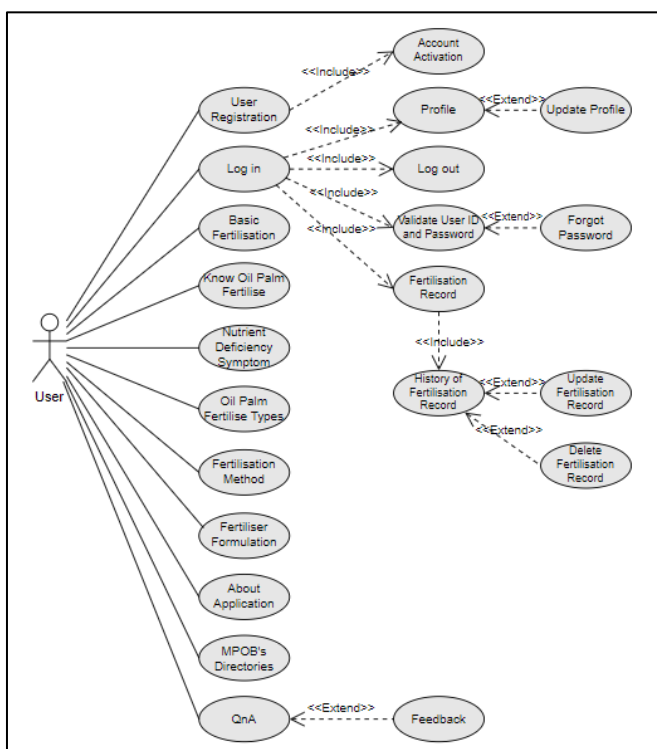 Account
Activation
<<Include>>
User
Registration
<<Extend>>
Profile
Update Profile
<<Include>>
Log in
<<Include>>
Log out
<<Include>>
Basic
Fertilisation
<<Include>>
Validate User ID
and Password
<<Extend>>
Forgot
Password
Know Oil Palm
Fertilise
Fertilisation
Record
User
Nutrient
Deficiency
Symptom
<<Include>>
Oil Palm
Fertilise Types
History of
Fertilisation
Record
<<Extend>>
Update
Fertilisation
Record
<<Extend>>
Delete
Fertilisation
Record
Fertilisation
Method
Fertiliser
Formulation
About
Application
MPOB's
Directories
QnA
<<Extend>>
Feedback